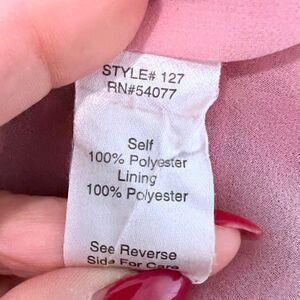 STYLE# 127
RN#54077
Self
100% Polyester
Lining
100% Polyester
See Reverse
Side For Care